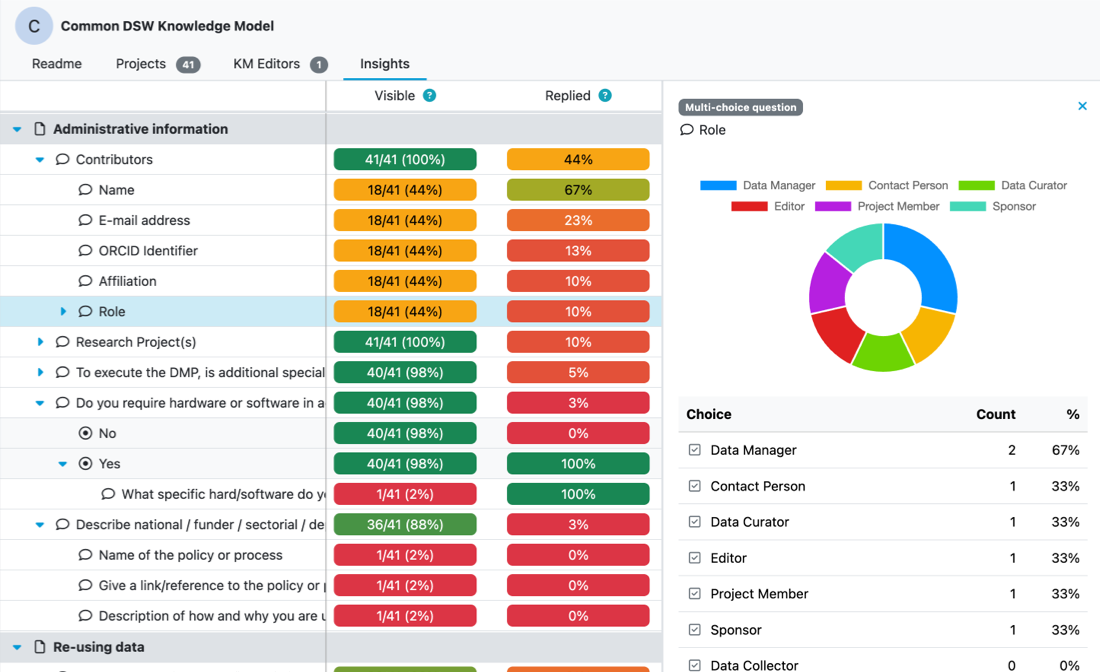 C Common DSW Knowledge Model
Readme Projects 41 KM Editors 1 Insights
Visible ? Replied ?
Administrative information
Contributors 41/41 (100%) 44%
Name 18/41 (44%) 67%
E-mail address 18/41 (44%) 23%
ORCID Identifier 18/41 (44%) 13%
Affiliation 18/41 (44%) 10%
Role 18/41 (44%) 10%
Research Project(s) 41/41 (100%) 10%
To execute the DMP, is additional special 40/41 (98%) 5%
Do you require hardware or software in a 40/41 (98%) 3%
No 40/41 (98%) 0%
Yes 40/41 (98%) 100%
What specific hard/software do y 1/41 (2%) 100%
Describe national / funder / sectorial / de 36/41 (88%) 3%
Name of the policy or process 1/41 (2%) 0%
Give a link/reference to the policy or 1/41 (2%) 0%
Description of how and why you are 1/41 (2%) 0%
Re-using data
Multi-choice question
Role
Data Manager Contact Person Data Curator
Editor Project Member Sponsor
Choice Count %
Data Manager 2 67%
Contact Person 1 33%
Data Curator 1 33%
Editor 1 33%
Project Member 1 33%
Sponsor 1 33%
Data Collector 0 0%